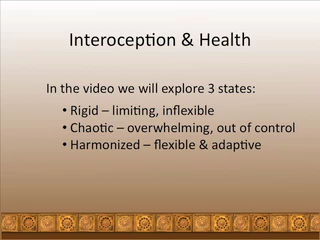 Interoception & Health
In the video we will explore 3 states:
• Rigid – limiting, inflexible
• Chaotic – overwhelming, out of control
• Harmonized – flexible & adaptive